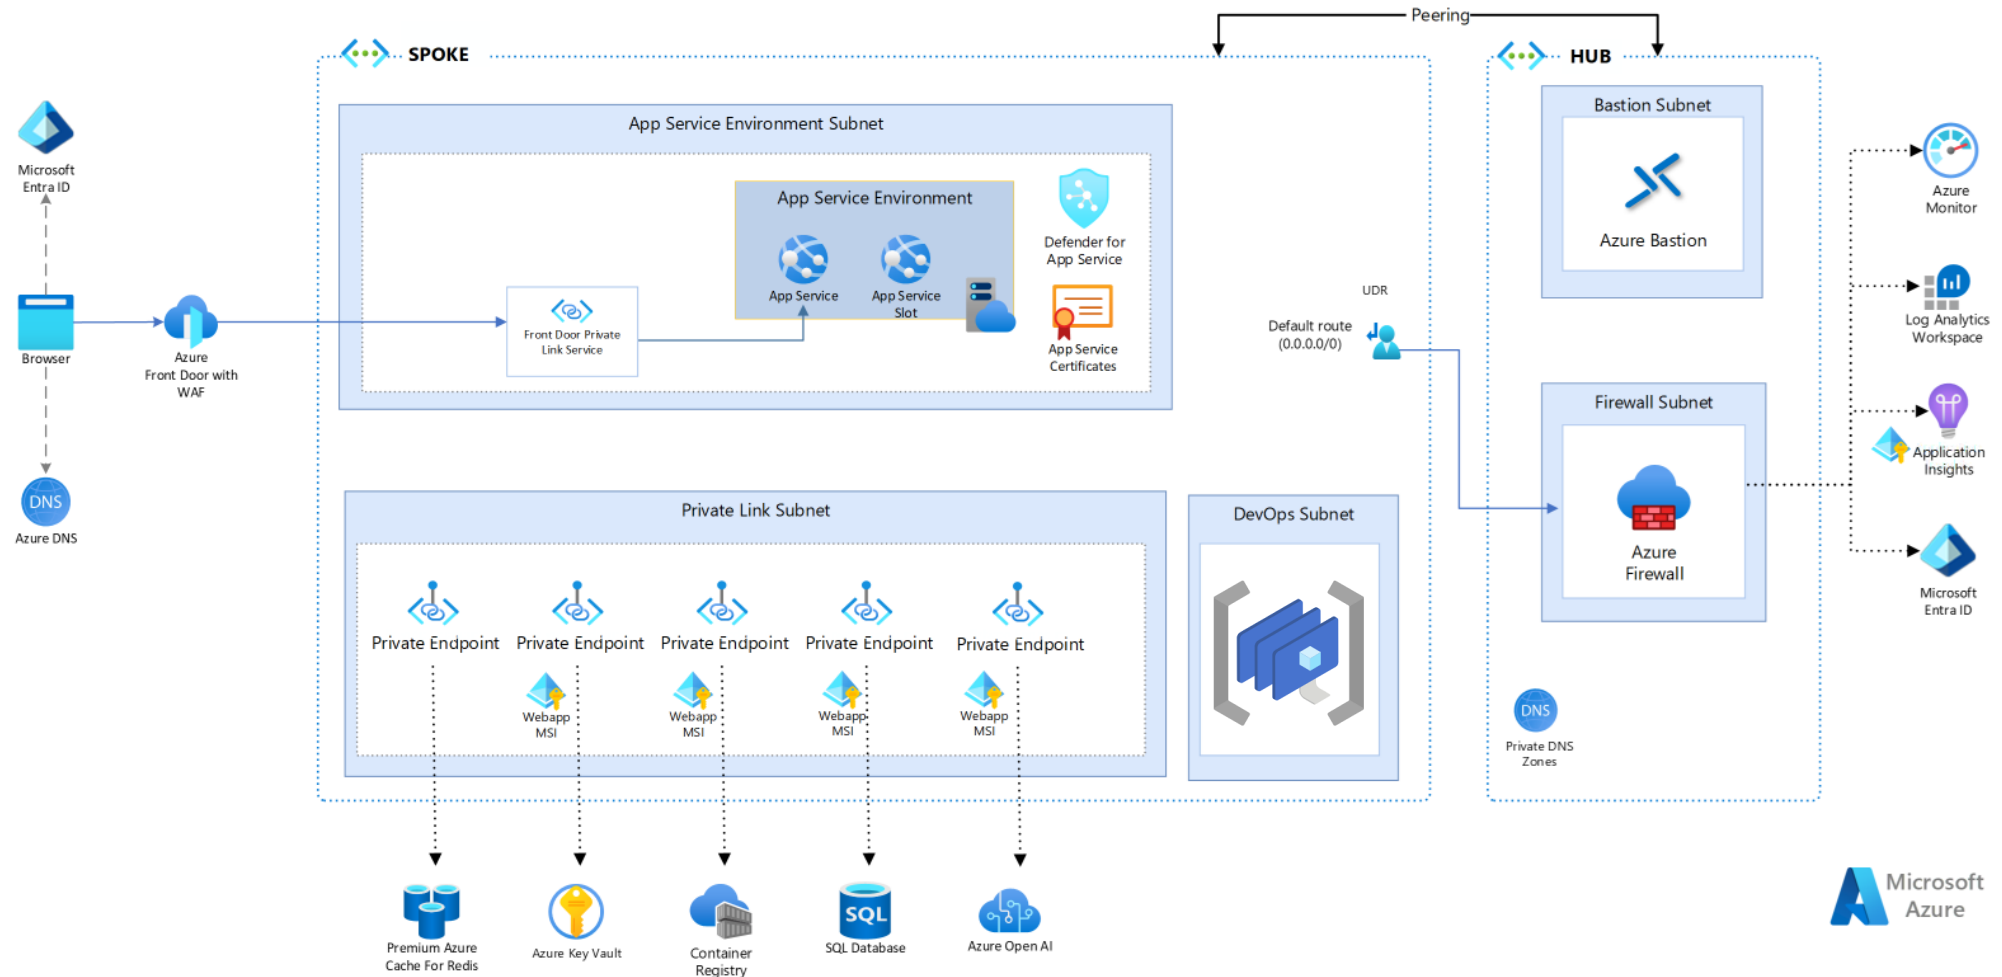 Peering
SPOKE
HUB
App Service Environment Subnet
Bastion Subnet
Azure Bastion
Microsoft
Entra ID
App Service Environment
App Service
App Service
Slot
Defender for
App Service
App Service
Certificates
Front Door Private
Link Service
Browser
Azure
Front Door with
WAF
DNS
Azure DNS
UDR
Default route
(0.0.0.0/0)
Azure
Monitor
Log Analytics
Workspace
Application
Insights
Microsoft
Entra ID
Firewall Subnet
Azure
Firewall
Private Link Subnet
Private Endpoint
Private Endpoint
Private Endpoint
Private Endpoint
Private Endpoint
Webapp
MSI
Webapp
MSI
Webapp
MSI
Webapp
MSI
DevOps Subnet
DNS
Private DNS
Zones
Premium Azure
Cache For Redis
Azure Key Vault
Container
Registry
SQL
SQL Database
Azure Open AI
Microsoft
Azure